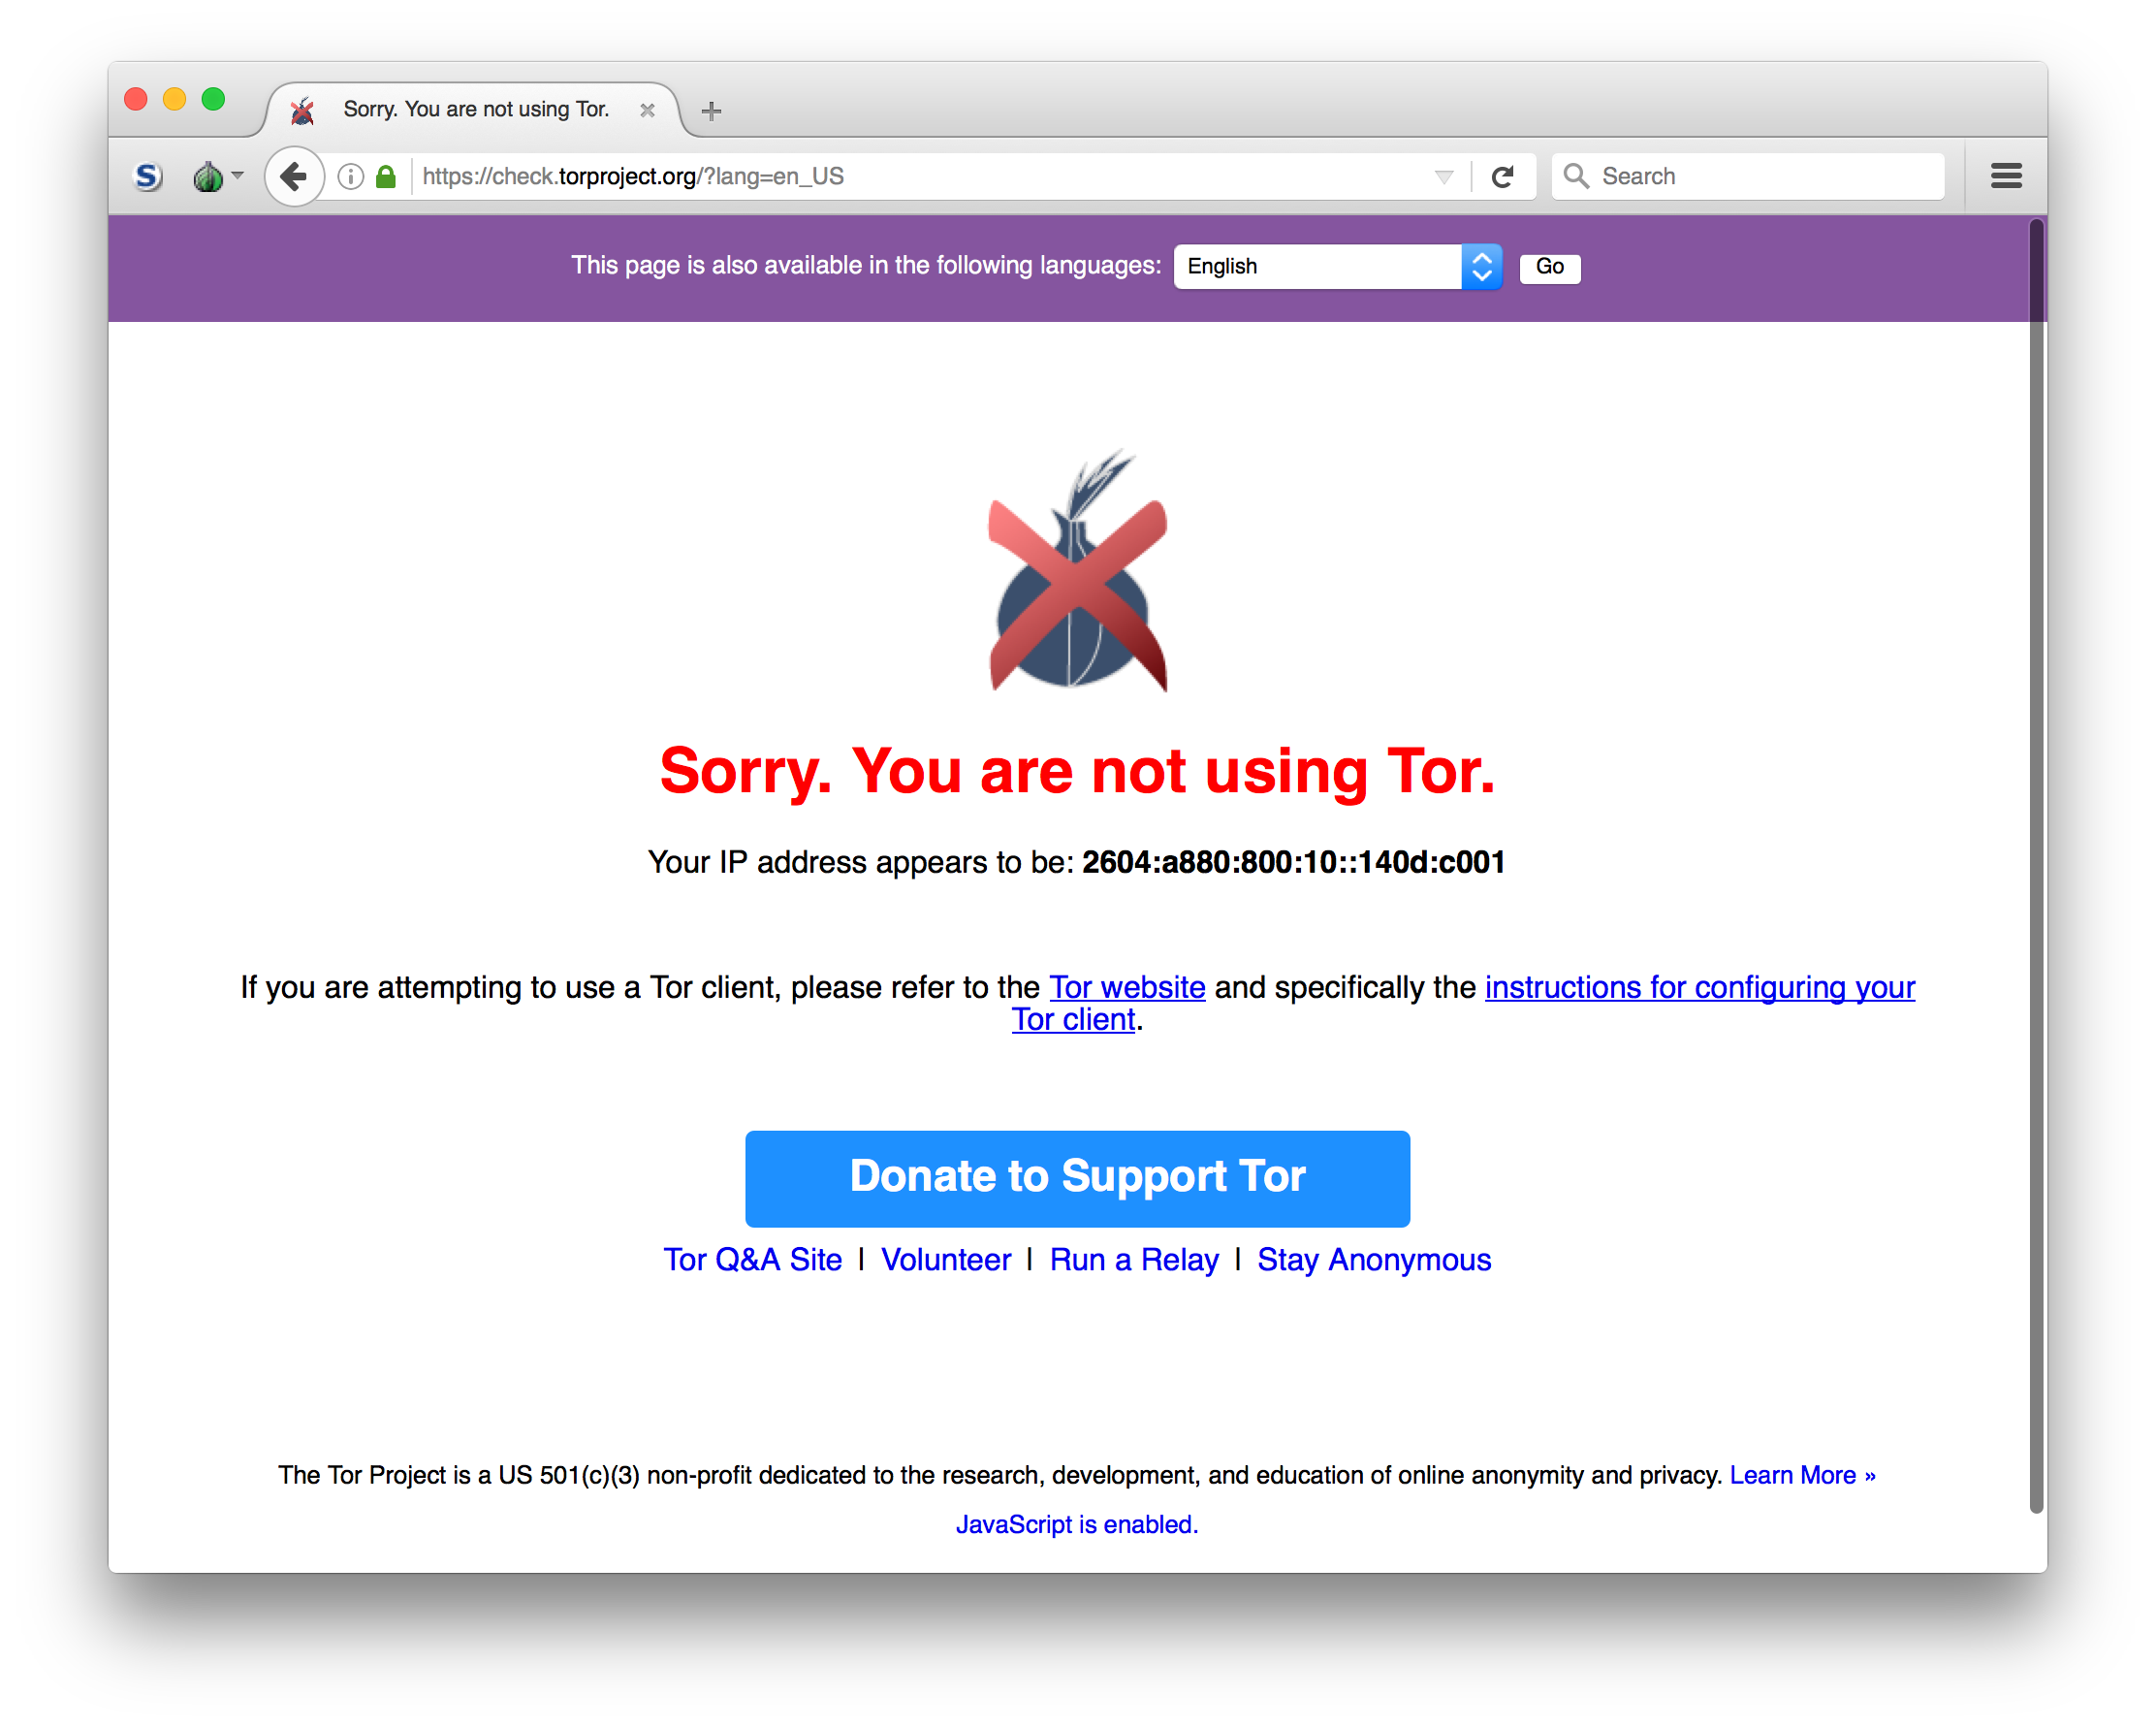 Sorry. You are not using Tor.
S
https://check.torproject.org/?lang=en_US
Search
This page is also available in the following languages: English Go
Sorry. You are not using Tor.
Your IP address appears to be: 2604:a880:800:10::140d:c001
If you are attempting to use a Tor client, please refer to the Tor website and specifically the instructions for configuring your
Tor client.
Donate to Support Tor
Tor Q&A Site | Volunteer | Run a Relay | Stay Anonymous
The Tor Project is a US 501(c)(3) non-profit dedicated to the research, development, and education of online anonymity and privacy. Learn More »
JavaScript is enabled.